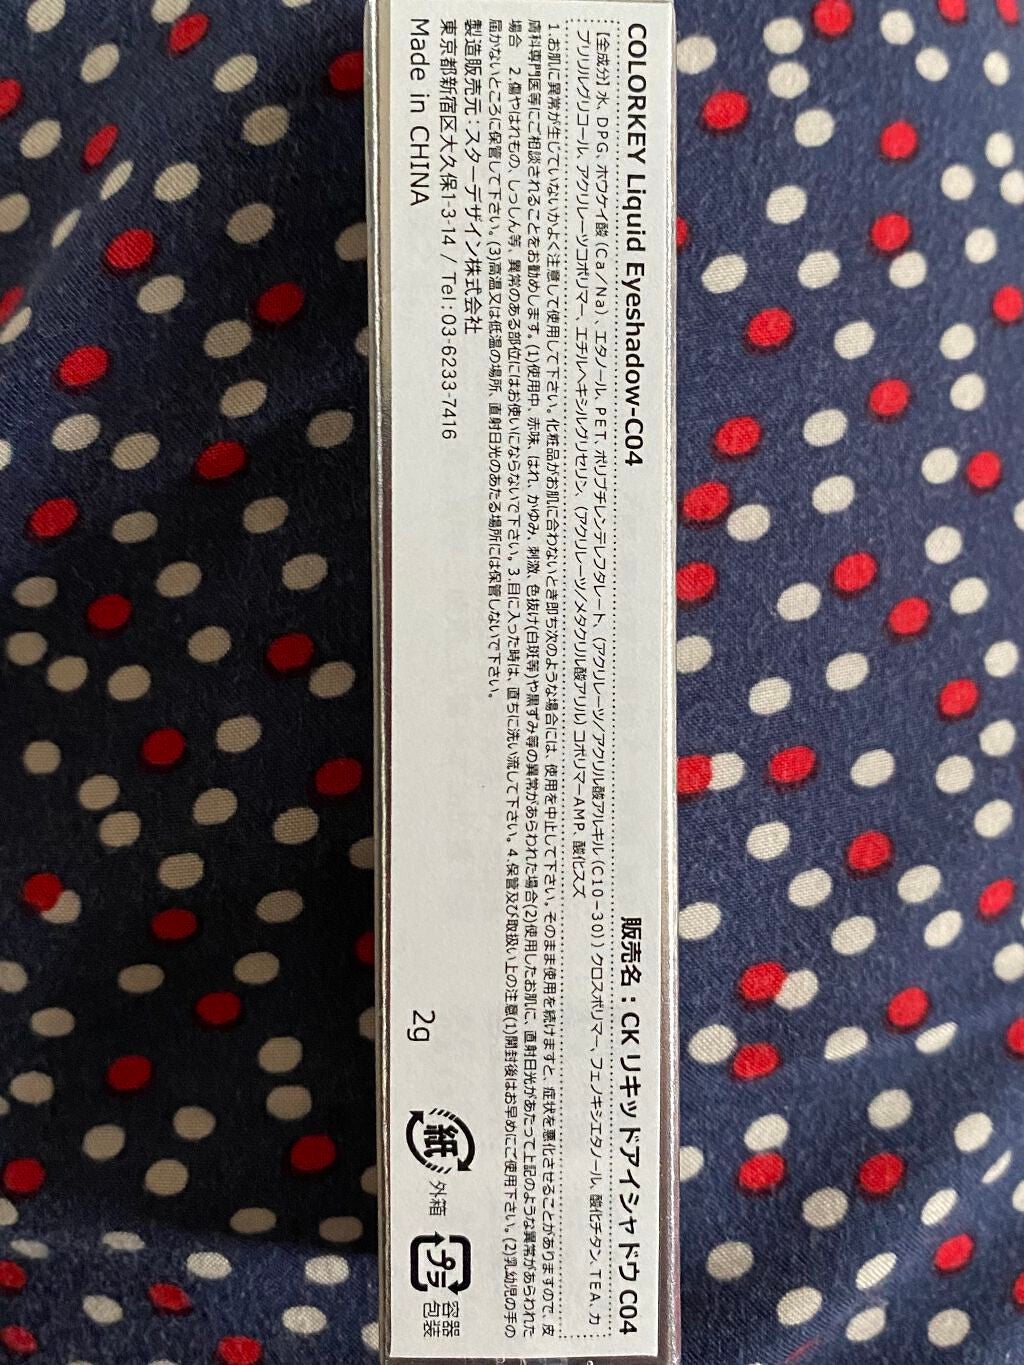 COLORKEY Liquid Eyeshadow-C04 販売名：CK リキッドアイシャドウ C04
【全成分】水、DPG、ホウケイ酸（Ca／Na）、エタノール、PET、ポリブチレンテレフタレート、（アクリレーツ/アクリル酸アルキル（C10－30））クロスポリマー、フェノキシエタノール、酸化チタン、TEA、カ
プリリルグリコール、アクリレーツコポリマー、エチルヘキシルグリセリン、（アクリレーツ/メタクリル酸アリル）コポリマーAMP、酸化スズ
1.お肌に異常が生じていないかよく注意して使用して下さい。化粧品がお肌に合わないとき即ち次のような場合には、使用を中止して下さい。そのまま使用を続けますと、症状を悪化させることがありますので、皮
膚科専門医等にご相談されることをお勧めします。(1)使用中、赤味、はれ、かゆみ、刺激、色抜け(白斑等)や黒ずみ等の異常があらわれた場合(2)使用したお肌に、直射日光があたって上記のような異常があらわれた
場合　2.傷やはれもの、しっしん等、異常のある部位にはお使いにならないで下さい。3.目に入った時は、直ちに洗い流して下さい。4.保管及び取扱い上の注意(1)開封後はお早めにご使用下さい。(2)乳幼児の手の
届かないところに保管して下さい。(3)高温又は低温の場所、直射日光のあたる場所には保管しないで下さい。
製造販売元：スターデザイン株式会社
東京都新宿区大久保1-3-14 / Tel:03-6233-7416
Made in CHINA 2g
紙 外箱
プラ 容器
包装